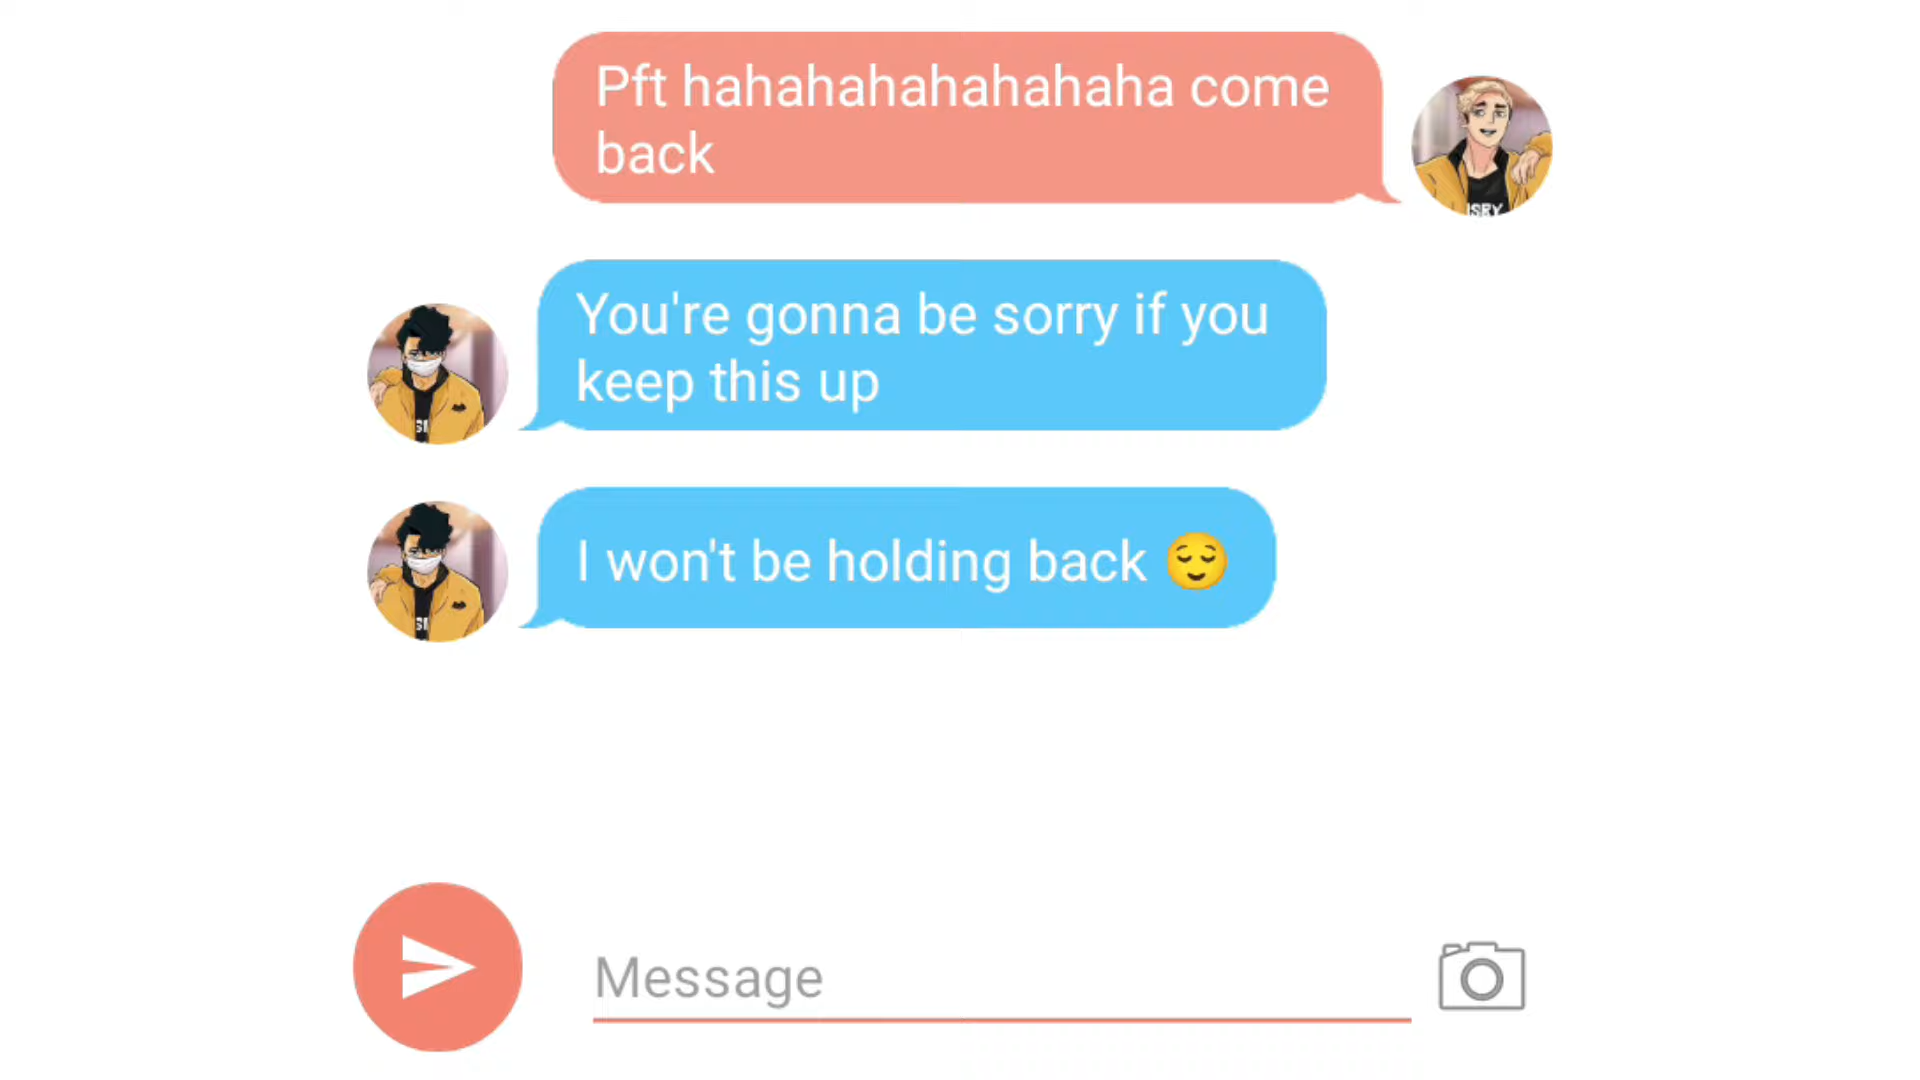 Pft hahahahahahahaha come
back
You're gonna be sorry if you
keep this up
I won't be holding back 😌
Message